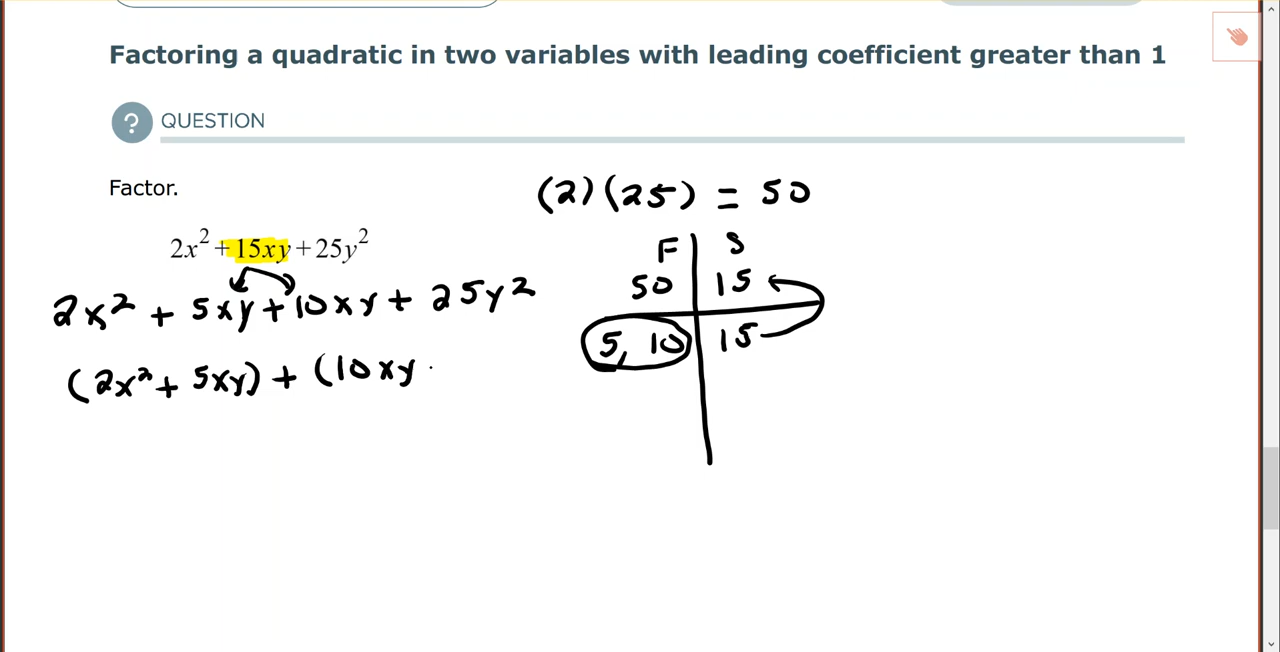 Factoring a quadratic in two variables with leading coefficient greater than 1
? QUESTION
Factor.
(2)(25) = 50
2x² + 15xy + 25y²
F S
50 15
2x² + 5xy + 10xy + 25y²
5, 10 15
(2x² + 5xy) + (10xy